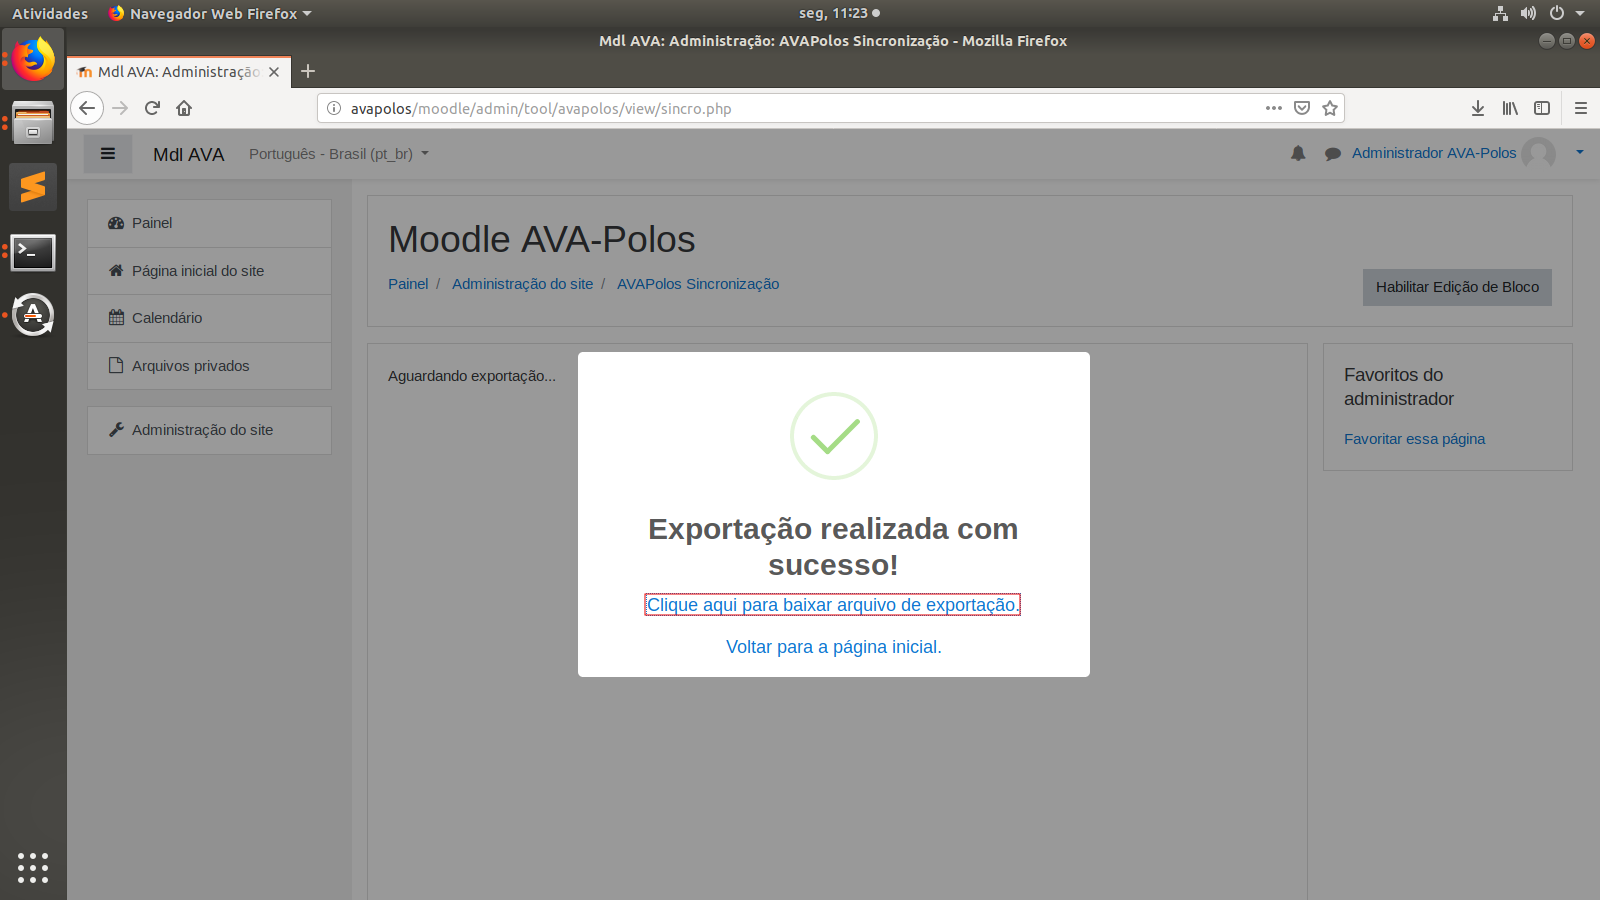 Atividades
Navegador Web Firefox
seg, 11:23
Mdl AVA: Administração: AVAPolos Sincronização - Mozilla Firefox
Mdl AVA: Administração
avapolos/moodle/admin/tool/avapolos/view/sincro.php
Mdl AVA
Português - Brasil (pt_br)
Administrador AVA-Polos
Painel
Página inicial do site
Calendário
Arquivos privados
Administração do site
Moodle AVA-Polos
Painel / Administração do site / AVAPolos Sincronização
Habilitar Edição de Bloco
Aguardando exportação...
Exportação realizada com
sucesso!
Clique aqui para baixar arquivo de exportação.
Voltar para a página inicial.
Favoritos do
administrador
Favoritar essa página